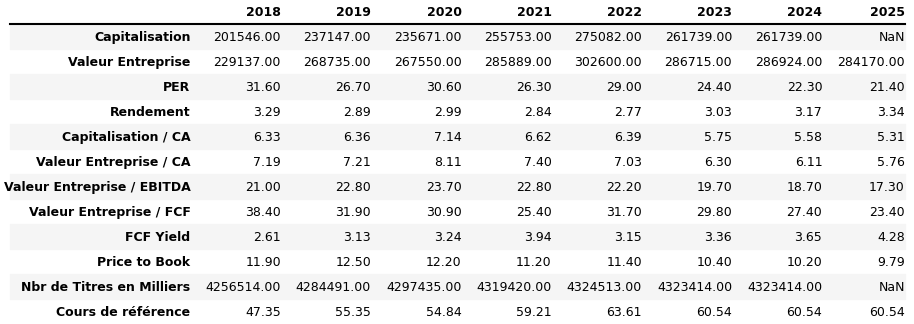 2018 2019 2020 2021 2022 2023 2024 2025
Capitalisation 201546.00 237147.00 235671.00 255753.00 275082.00 261739.00 261739.00 NaN
Valeur Entreprise 229137.00 268735.00 267550.00 285889.00 302600.00 286715.00 286924.00 284170.00
PER 31.60 26.70 30.60 26.30 29.00 24.40 22.30 21.40
Rendement 3.29 2.89 2.99 2.84 2.77 3.03 3.17 3.34
Capitalisation / CA 6.33 6.36 7.14 6.62 6.39 5.75 5.58 5.31
Valeur Entreprise / CA 7.19 7.21 8.11 7.40 7.03 6.30 6.11 5.76
Valeur Entreprise / EBITDA 21.00 22.80 23.70 22.80 22.20 19.70 18.70 17.30
Valeur Entreprise / FCF 38.40 31.90 30.90 25.40 31.70 29.80 27.40 23.40
FCF Yield 2.61 3.13 3.24 3.94 3.15 3.36 3.65 4.28
Price to Book 11.90 12.50 12.20 11.20 11.40 10.40 10.20 9.79
Nbr de Titres en Milliers 4256514.00 4284491.00 4297435.00 4319420.00 4324513.00 4323414.00 4323414.00 NaN
Cours de référence 47.35 55.35 54.84 59.21 63.61 60.54 60.54 60.54